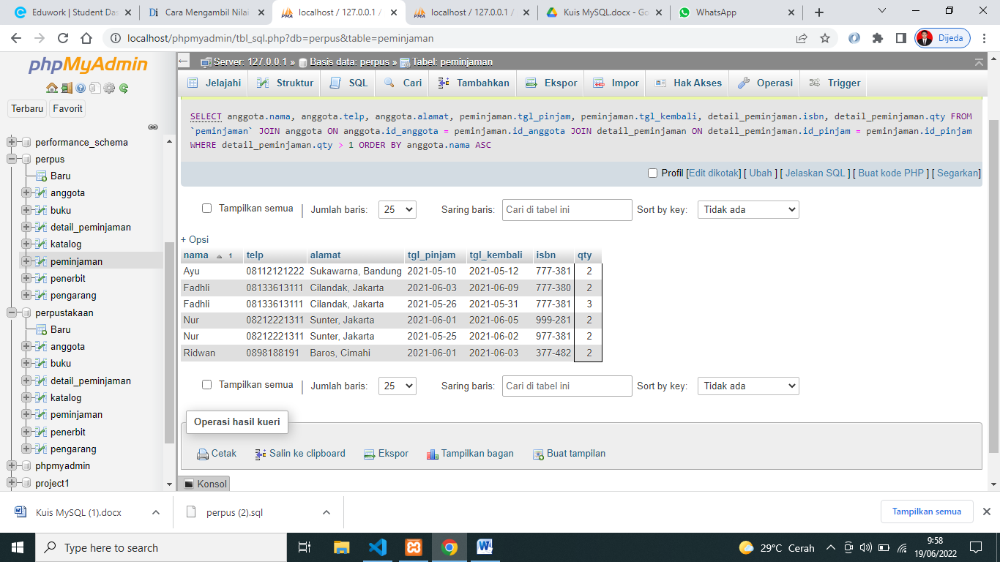 Eduwork | Student Das
Cara Mengambil Nilai
localhost / 127.0.0.1 /
localhost / 127.0.0.1 /
Kuis MySQL.docx - Go
WhatsApp
localhost/phpmyadmin/tbl_sql.php?db=perpus&table=peminjaman
Dijeda
phpMyAdmin
Terbaru Favorit
performance_schema
perpus
Baru
anggota
buku
detail_peminjaman
katalog
peminjaman
penerbit
pengarang
perpustakaan
Baru
anggota
buku
detail_peminjaman
katalog
peminjaman
penerbit
pengarang
phpmyadmin
project1
Server: 127.0.0.1 » Basis data: perpus » Tabel: peminjaman
Jelajahi Struktur SQL Cari Tambahkan Ekspor Impor Hak Akses Operasi Trigger
SELECT anggota.nama, anggota.telp, anggota.alamat, peminjaman.tgl_pinjam, peminjaman.tgl_kembali, detail_peminjaman.isbn, detail_peminjaman.qty FROM
`peminjaman` JOIN anggota ON anggota.id_anggota = peminjaman.id_anggota JOIN detail_peminjaman ON detail_peminjaman.id_pinjam = peminjaman.id_pinjam
WHERE detail_peminjaman.qty > 1 ORDER BY anggota.nama ASC
Profil [Edit dikotak] [ Ubah ] [ Jelaskan SQL ] [ Buat kode PHP ] [ Segarkan]
Tampilkan semua | Jumlah baris: 25 Saring baris: Cari di tabel ini Sort by key: Tidak ada
+ Opsi
nama 1 telp alamat tgl_pinjam tgl_kembali isbn qty
Ayu 08112121222 Sukawarna, Bandung 2021-05-10 2021-05-12 777-381 2
Fadhli 08133613111 Cilandak, Jakarta 2021-06-03 2021-06-09 777-380 2
Fadhli 08133613111 Cilandak, Jakarta 2021-05-26 2021-05-31 777-381 3
Nur 08212221311 Sunter, Jakarta 2021-06-01 2021-06-05 999-281 2
Nur 08212221311 Sunter, Jakarta 2021-05-25 2021-06-02 977-381 2
Ridwan 0898188191 Baros, Cimahi 2021-06-01 2021-06-03 377-482 2
Tampilkan semua | Jumlah baris: 25 Saring baris: Cari di tabel ini Sort by key: Tidak ada
Operasi hasil kueri
Cetak Salin ke clipboard Ekspor Tampilkan bagan Buat tampilan
Konsol
Kuis MySQL (1).docx
perpus (2).sql
Tampilkan semua
Type here to search
29°C Cerah
9:58
19/06/2022